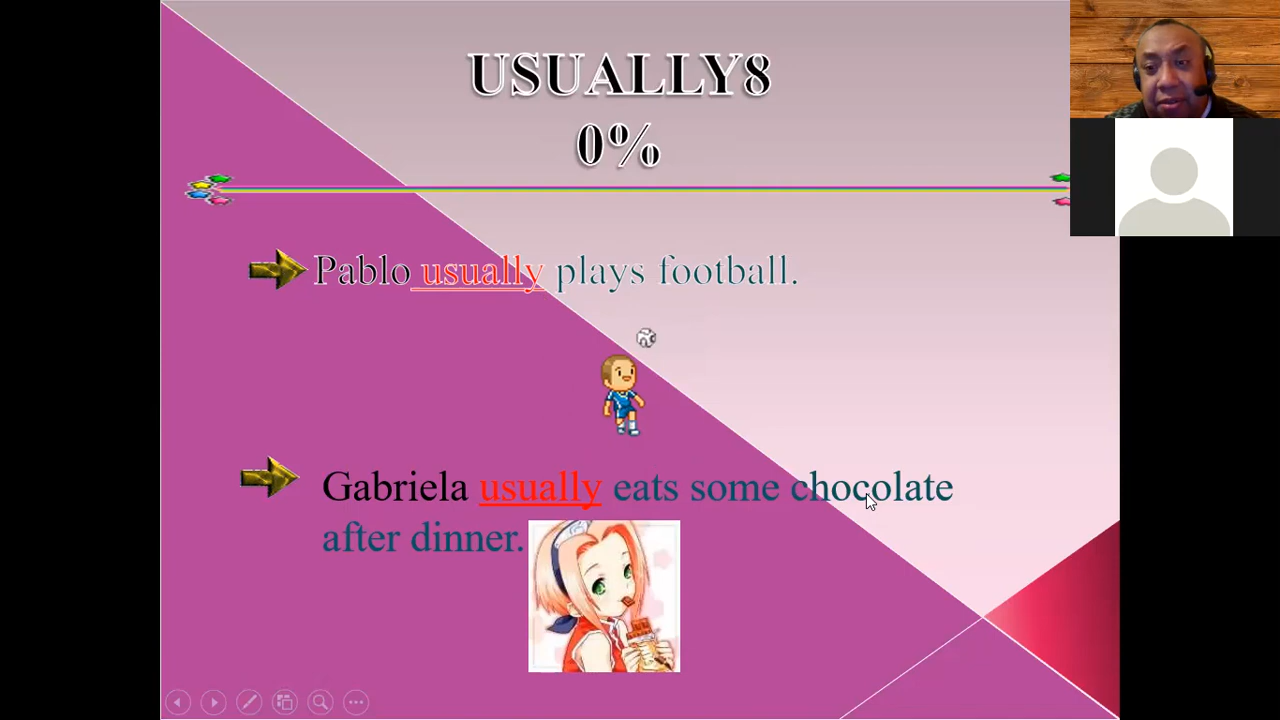 USUALLY8
0%
Pablo usually plays football.
Gabriela usually eats some chocolate
after dinner.